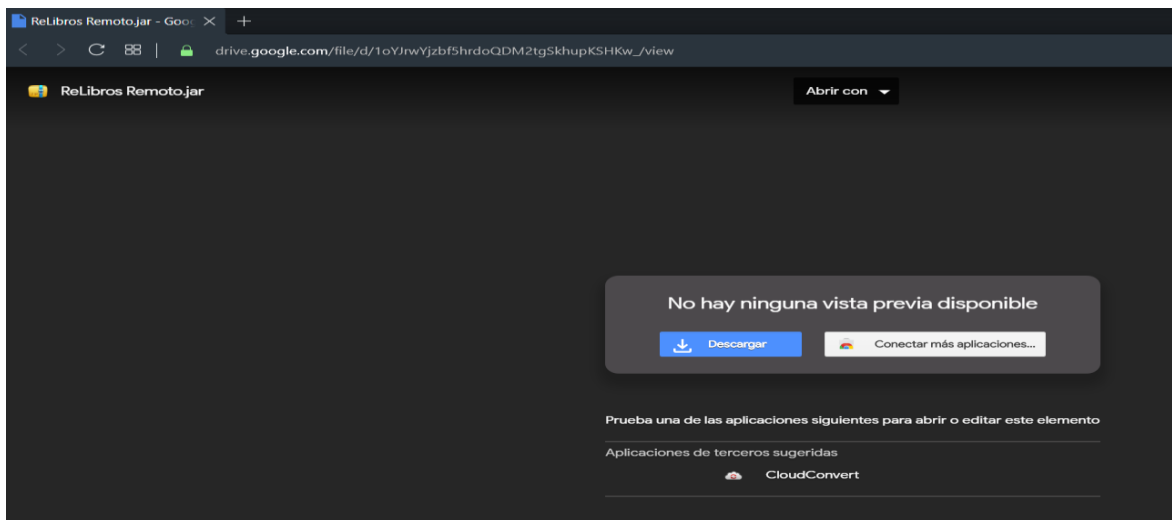 ReLibros Remoto.jar - Goog
drive.google.com/file/d/1oYJrwYjzbf5hrdoQDM2tgSkhupKSHKw_/view
ReLibros Remoto.jar
Abrir con
No hay ninguna vista previa disponible
Descargar
Conectar más aplicaciones...
Prueba una de las aplicaciones siguientes para abrir o editar este elemento
Aplicaciones de terceros sugeridas
CloudConvert